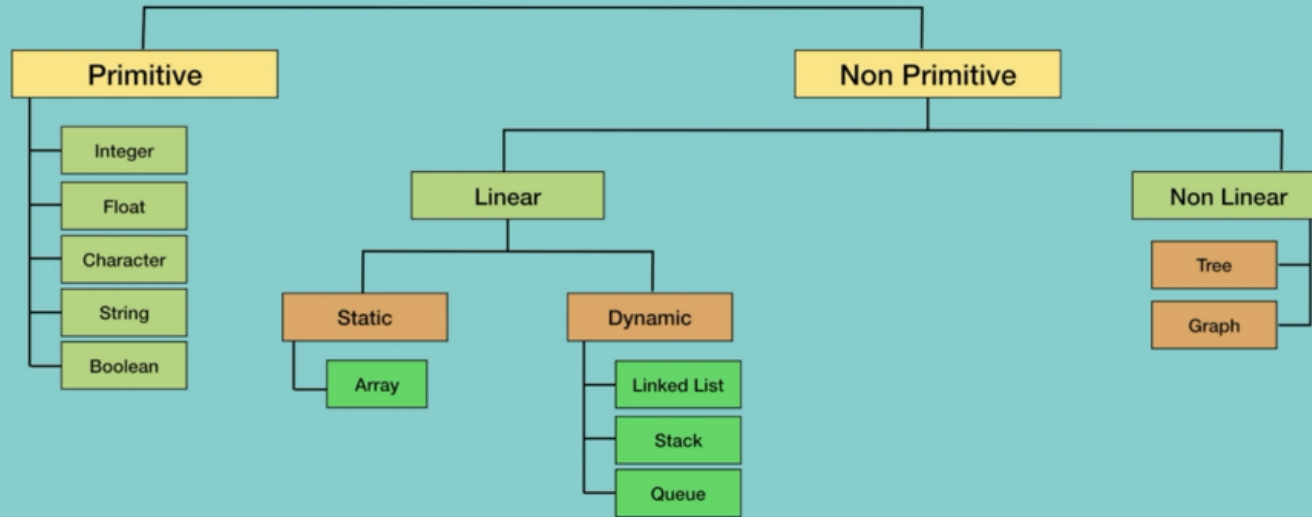 Primitive
Non Primitive
Integer
Float
Character
String
Boolean
Linear
Non Linear
Static
Dynamic
Array
Linked List
Stack
Queue
Tree
Graph